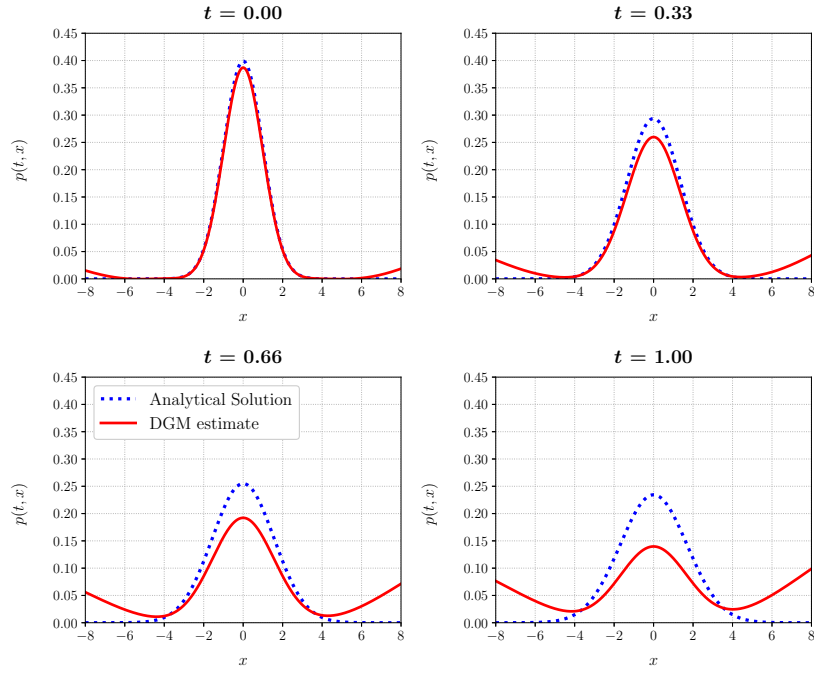 t = 0.00
0.45
0.40
0.35
0.30
0.25
0.20
0.15
0.10
0.05
0.00
p(t, x)
−8 −6 −4 −2 0 2 4 6 8
x
t = 0.33
0.45
0.40
0.35
0.30
0.25
0.20
0.15
0.10
0.05
0.00
p(t, x)
−8 −6 −4 −2 0 2 4 6 8
x
t = 0.66
0.45
0.40
0.35
0.30
0.25
0.20
0.15
0.10
0.05
0.00
p(t, x)
Analytical Solution
DGM estimate
−8 −6 −4 −2 0 2 4 6 8
x
t = 1.00
0.45
0.40
0.35
0.30
0.25
0.20
0.15
0.10
0.05
0.00
p(t, x)
−8 −6 −4 −2 0 2 4 6 8
x